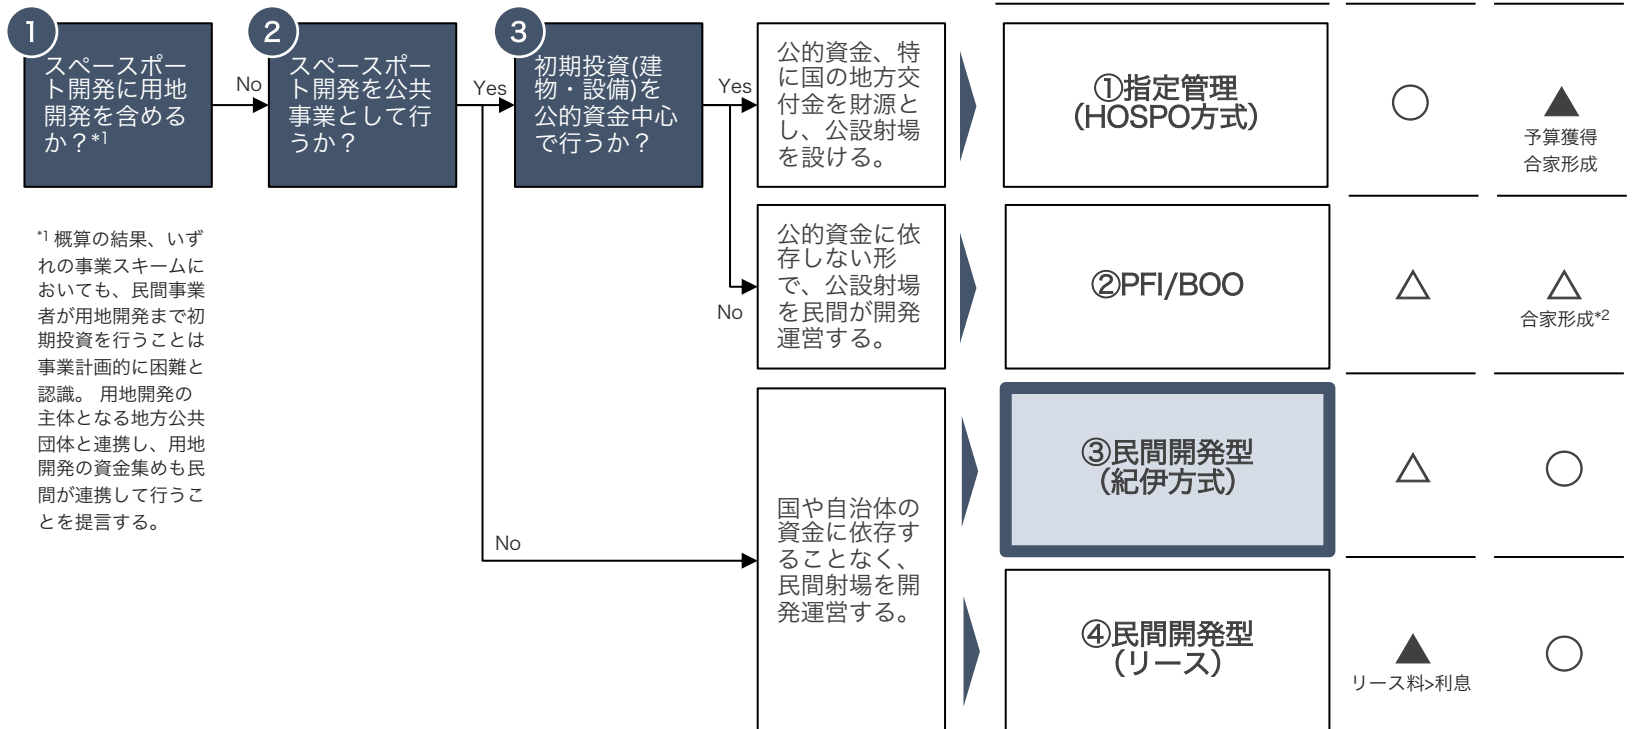 1
スペースポー
ト開発に用地
開発を含める
か？*1
No
2
スペースポー
ト開発を公共
事業として行
うか？
Yes
3
初期投資(建
物・設備)を
公的資金中心
で行うか？
Yes
公的資金、特
に国の地方交
付金を財源と
し、公設射場
を設ける。
①指定管理
（HOSPO方式）
○
▲
予算獲得
合家形成
*1 概算の結果、いず
れの事業スキームに
おいても、民間事業
者が用地開発まで初
期投資を行うことは
事業計画的に困難と
認識。 用地開発の
主体となる地方公共
団体と連携し、用地
開発の資金集めも民
間が連携して行うこ
とを提言する。
No
公的資金に依
存しない形
で、公設射場
を民間が開発
運営する。
②PFI/BOO
△
△
合家形成*2
No
国や自治体の
資金に依存す
ることなく、
民間射場を開
発運営する。
③民間開発型
（紀伊方式）
△
○
④民間開発型
（リース）
▲
リース料>利息
○